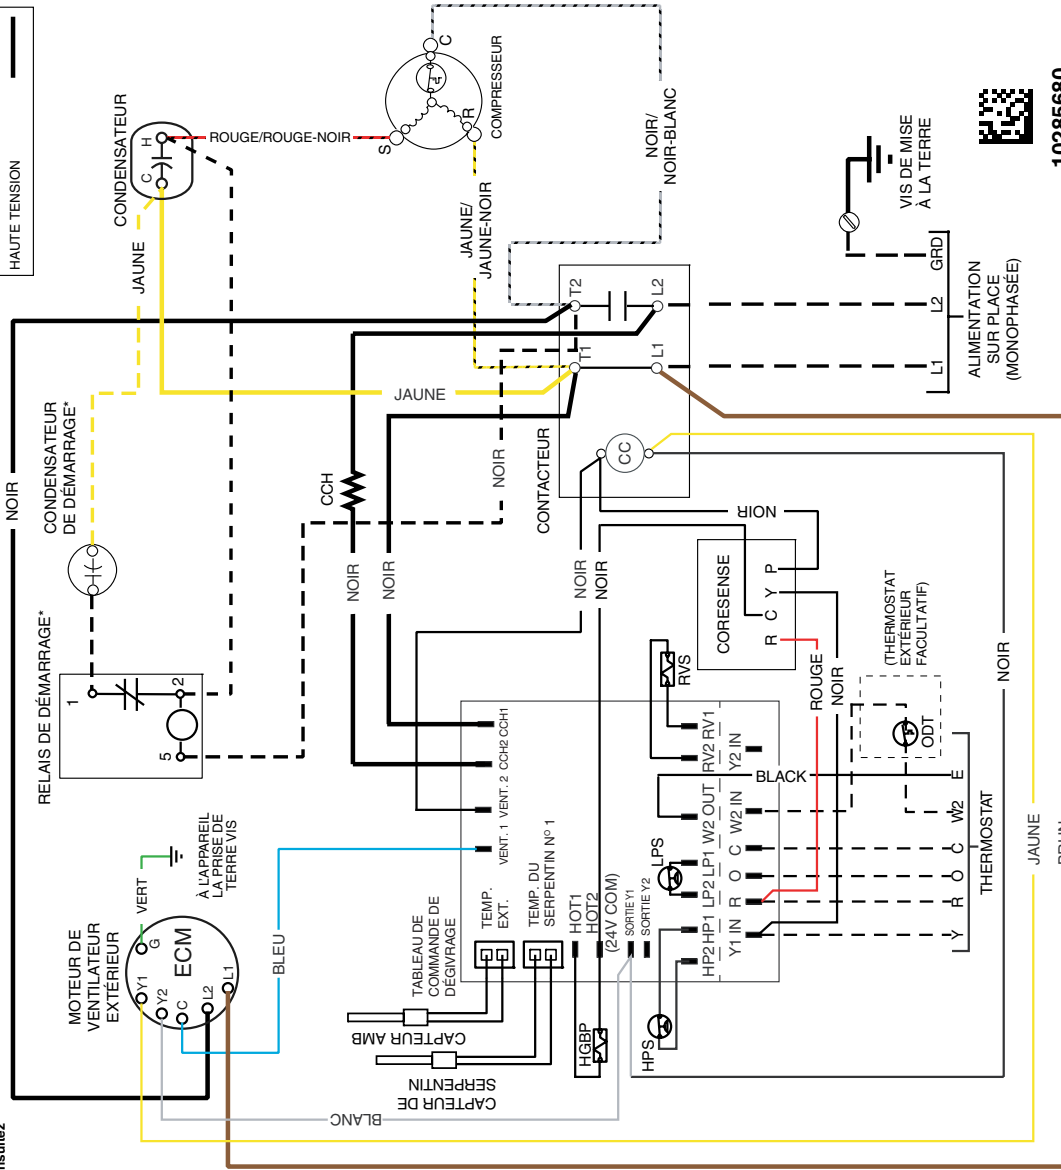 HAUTE TENSION
NOIR
CONDENSATEUR
H
C
ROUGE/ROUGE-NOIR
S
C
R
COMPRESSEUR
JAUNE
NOIR/
NOIR-BLANC
JAUNE/
JAUNE-NOIR
VIS DE MISE
À LA TERRE
10285680
CONDENSATEUR
DE DÉMARRAGE*
RELAIS DE DÉMARRAGE*
1
2
5
JAUNE
CCH
NOIR
NOIR
NOIR
T2
T1
L2
L1
CONTACTEUR
CC
L1
L2
GRD
ALIMENTATION
SUR PLACE
(MONOPHASÉE)
NOIR
NOIR
NOIR
CORESENSE
R
C
Y
P
ROUGE
NOIR
(THERMOSTAT
EXTÉRIEUR
FACULTATIF)
ODT
NOIR
RVS
MOTEUR DE
VENTILATEUR
EXTÉRIEUR
ECM
Y1
Y2
C
L2
L1
G
VERT
À L'APPAREIL
LA PRISE DE
TERRE VIS
BLEU
VENT. 1
VENT. 2
CCH2
CCH1
TABLEAU DE
COMMANDE DE
DÉGIVRAGE
TEMP.
EXT.
TEMP. DU
SERPENTIN Nº 1
HOT1
HOT2
(24V COM)
SORTIE Y1
SORTIE Y2
CAPTEUR AMB
CAPTEUR DE
SERPENTIN
HGBP
HPS
LPS
HP2
HP1
LP2
LP1
W2 OUT
RV2
RV1
Y1 IN
R
O
C
W2 IN
Y2 IN
BLACK
BLANC
Y
R
O
C
W2
E
THERMOSTAT
JAUNE